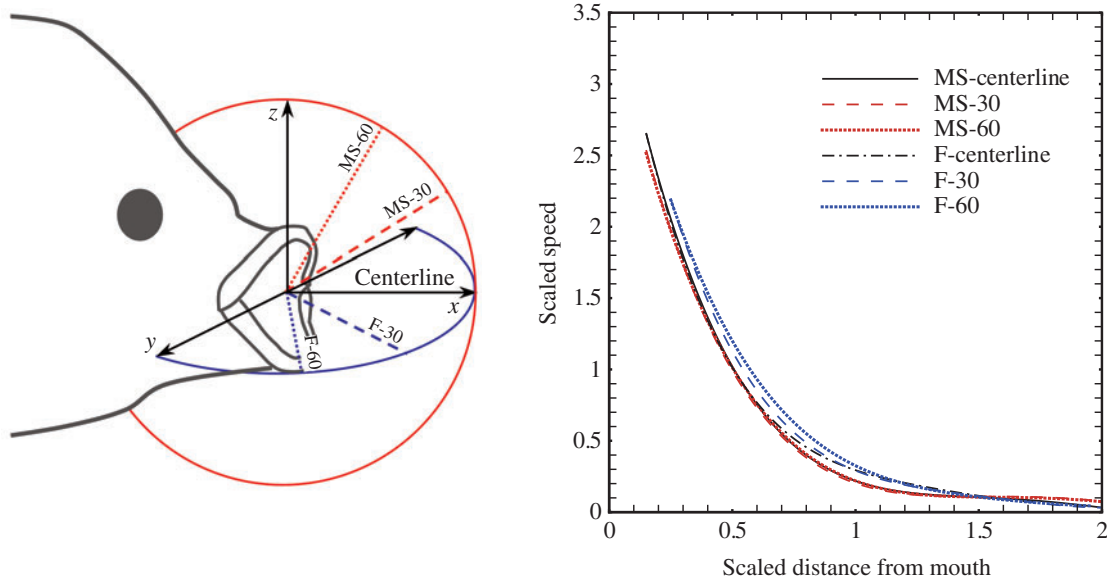 z
MS-60
MS-30
Centerline
x
F-30
F-60
y
3.5
3
2.5
2
1.5
1
0.5
0
0
0.5
1
1.5
2
Scaled speed
Scaled distance from mouth
MS-centerline
MS-30
MS-60
F-centerline
F-30
F-60